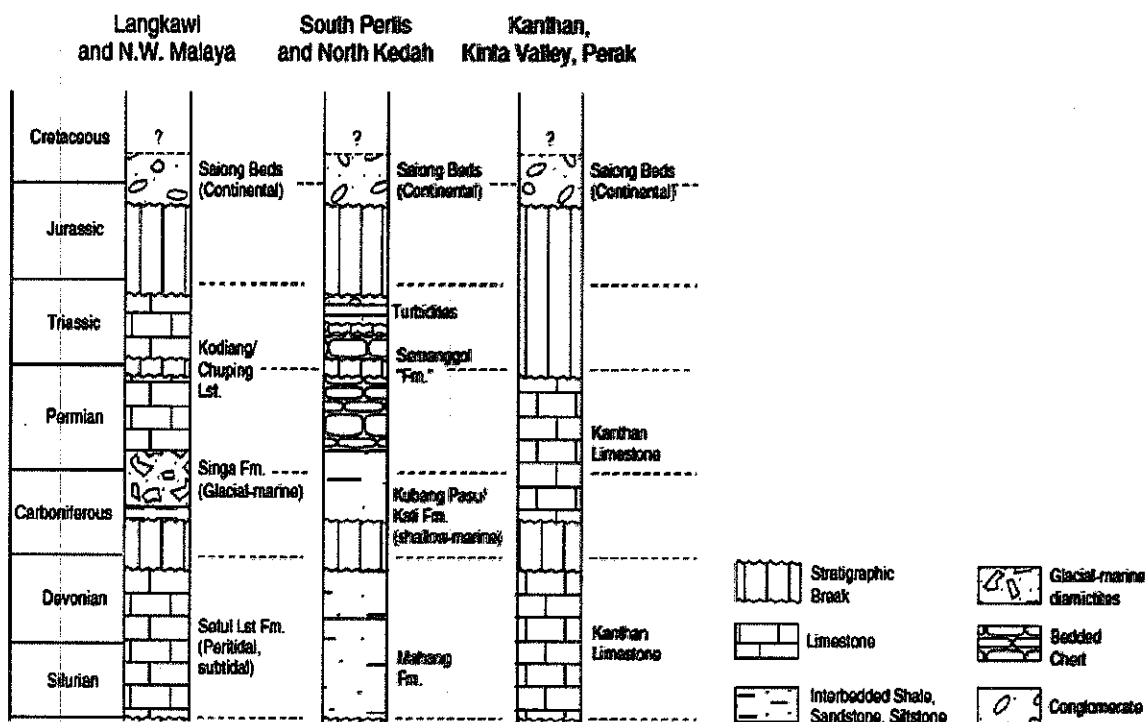 Langkawi
and N.W. Malaya
South Perlis
and North Kedah
Kanthan,
Kinta Valley, Perak
Cretaceous
Jurassic
Triassic
Permian
Carboniferous
Devonian
Silurian
?
Saiong Beds
(Continental)
Kodiang/
Chuping
Lst.
Singa Fm.
(Glacial-marine)
Setul Lst Fm.
(Peritidal,
subtidal)
?
Saiong Beds
(Continental)
Turbidites
Semanggol
"Fm."
Kubang Pasu/
Kati Fm.
(shallow-marine)
Mahang
Fm.
?
Saiong Beds
(Continental)
Kanthan
Limestone
Kanthan
Limestone
Stratigraphic
Break
Limestone
Interbedded Shale,
Sandstone, Siltstone
Glacial-marine
diamictites
Bedded
Chert
Conglomerate